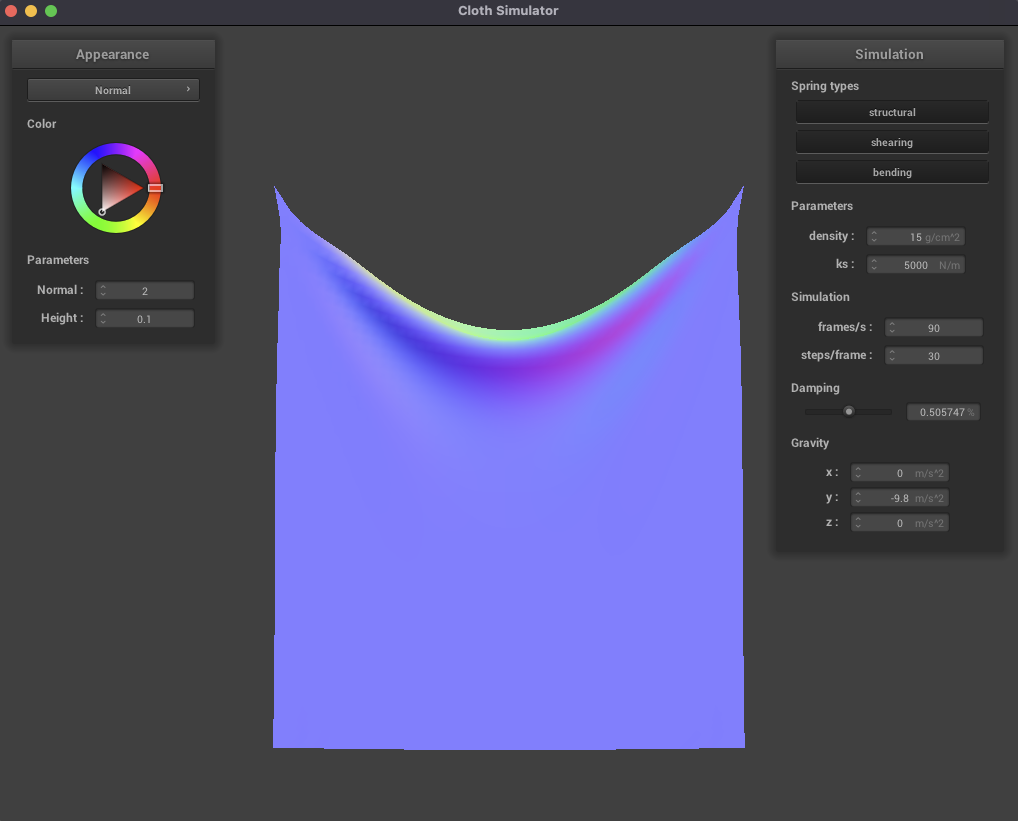 Cloth Simulator
Appearance
Normal ›
Color
Parameters
Normal : 2
Height : 0.1
Simulation
Spring types
structural
shearing
bending
Parameters
density : 15 g/cm^2
ks : 5000 N/m
Simulation
frames/s : 90
steps/frame : 30
Damping
0.505747 %
Gravity
x : 0 m/s^2
y : -9.8 m/s^2
z : 0 m/s^2